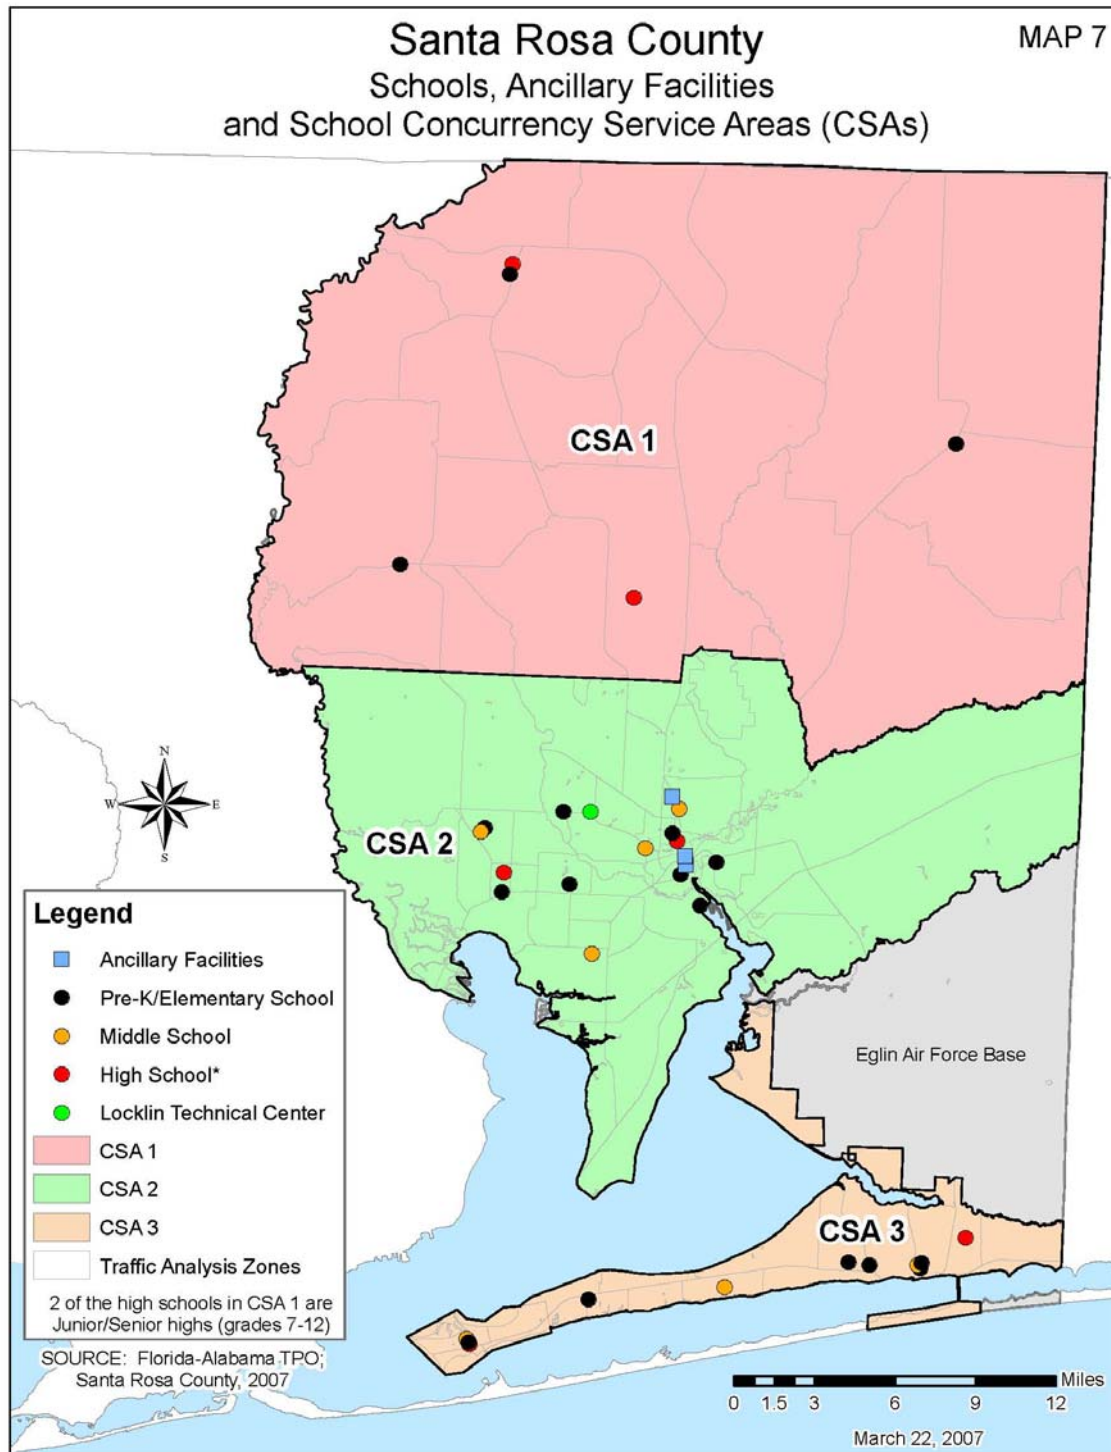 Santa Rosa County
MAP 7
Schools, Ancillary Facilities
and School Concurrency Service Areas (CSAs)
CSA 1
CSA 2
N
W
E
S
Legend
Ancillary Facilities
Pre-K/Elementary School
Middle School
High School*
Locklin Technical Center
CSA 1
CSA 2
CSA 3
Traffic Analysis Zones
2 of the high schools in CSA 1 are
Junior/Senior highs (grades 7-12)
SOURCE: Florida-Alabama TPO;
Santa Rosa County, 2007
Eglin Air Force Base
CSA 3
Miles
0 1.5 3 6 9 12
March 22, 2007